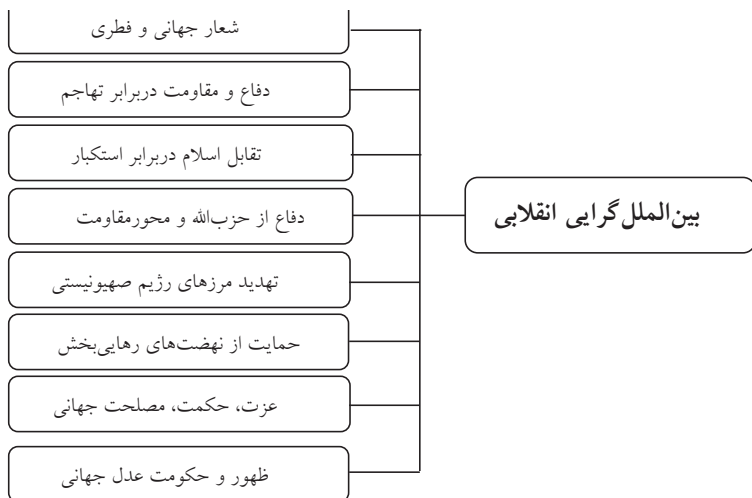 شعار جهانی و فطری
دفاع و مقاومت دربرابر تهاجم
تقابل اسلام دربرابر استکبار
بین‌الملل‌گرایی انقلابی
دفاع از حزب‌الله و محورمقاومت
تهدید مرزهای رژیم صهیونیستی
حمایت از نهضت‌های رهایی‌بخش
عزت، حکمت، مصلحت جهانی
ظهور و حکومت عدل جهانی